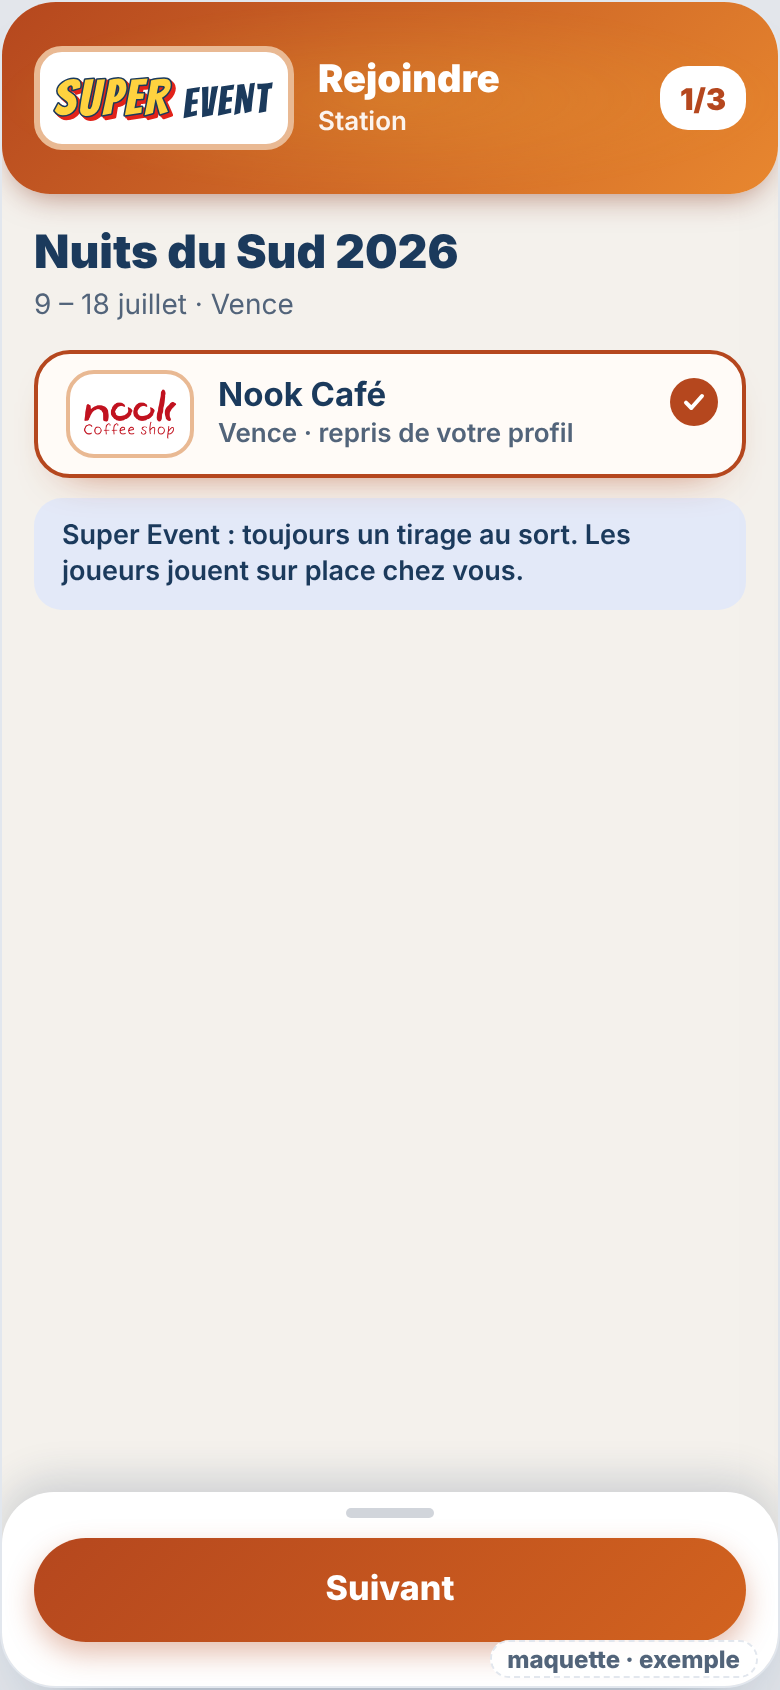 SUPER EVENT
Rejoindre
Station
1/3
Nuits du Sud 2026
9 – 18 juillet · Vence
nook
Coffee shop
Nook Café
Vence · repris de votre profil
Super Event : toujours un tirage au sort. Les
joueurs jouent sur place chez vous.
Suivant
maquette · exemple